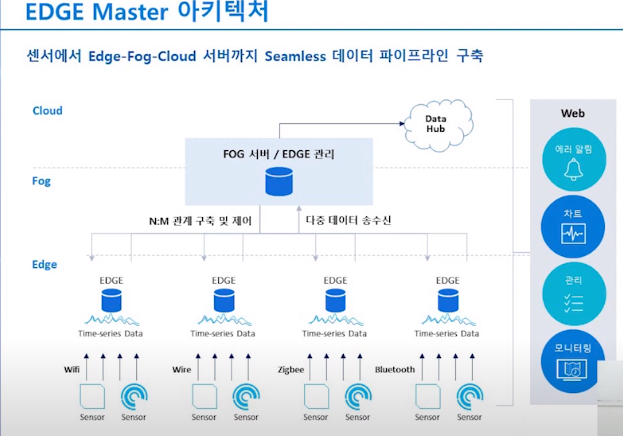 EDGE Master 아키텍처
센서에서 Edge-Fog-Cloud 서버까지 Seamless 데이터 파이프라인 구축
Cloud
Data
Hub
Web
FOG 서버 / EDGE 관리
에러 알림
Fog
N:M 관계 구축 및 제어
다중 데이터 송수신
차트
Edge
EDGE
EDGE
EDGE
EDGE
관리
Time-series Data
Time-series Data
Time-series Data
Time-series Data
모니터링
Wifi
Wire
Zigbee
Bluetooth
Sensor
Sensor
Sensor
Sensor
Sensor
Sensor
Sensor
Sensor